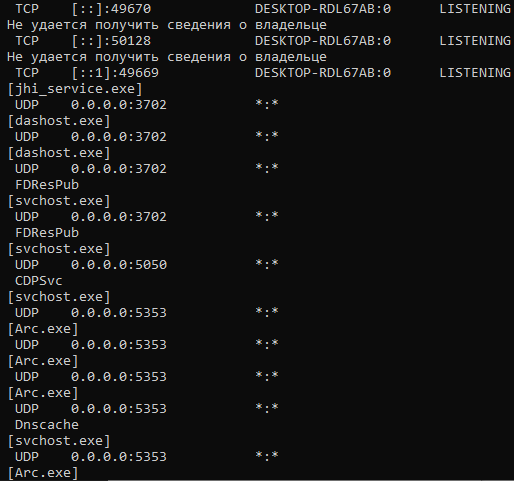 TCP [::]:49670 DESKTOP-RDL67AB:0 LISTENING
Не удается получить сведения о владельце
TCP [::]:50128 DESKTOP-RDL67AB:0 LISTENING
Не удается получить сведения о владельце
TCP [::1]:49669 DESKTOP-RDL67AB:0 LISTENING
[jhi_service.exe]
UDP 0.0.0.0:3702 *:*
[dashost.exe]
UDP 0.0.0.0:3702 *:*
[dashost.exe]
UDP 0.0.0.0:3702 *:*
FDResPub
[svchost.exe]
UDP 0.0.0.0:3702 *:*
FDResPub
[svchost.exe]
UDP 0.0.0.0:5050 *:*
CDPSvc
[svchost.exe]
UDP 0.0.0.0:5353 *:*
[Arc.exe]
UDP 0.0.0.0:5353 *:*
[Arc.exe]
UDP 0.0.0.0:5353 *:*
[Arc.exe]
UDP 0.0.0.0:5353 *:*
Dnscache
[svchost.exe]
UDP 0.0.0.0:5353 *:*
[Arc.exe]